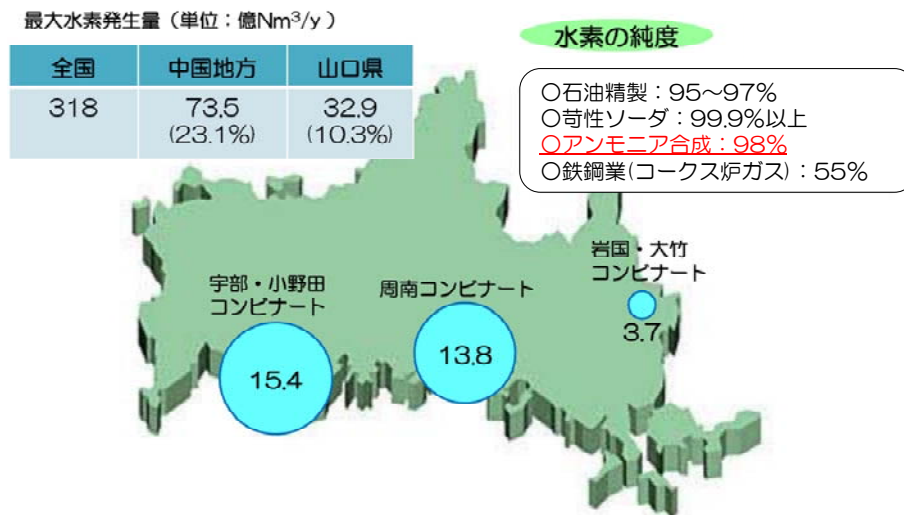 最大水素発生量（単位：億Nm³/y ）
全国 中国地方 山口県
318 73.5 32.9
(23.1%) (10.3%)
水素の純度
〇石油精製：95～97%
〇苛性ソーダ：99.9%以上
〇アンモニア合成：98%
〇鉄鋼業(コークス炉ガス)：55%
宇部・小野田
コンビナート
15.4
周南コンビナート
13.8
岩国・大竹
コンビナート
3.7